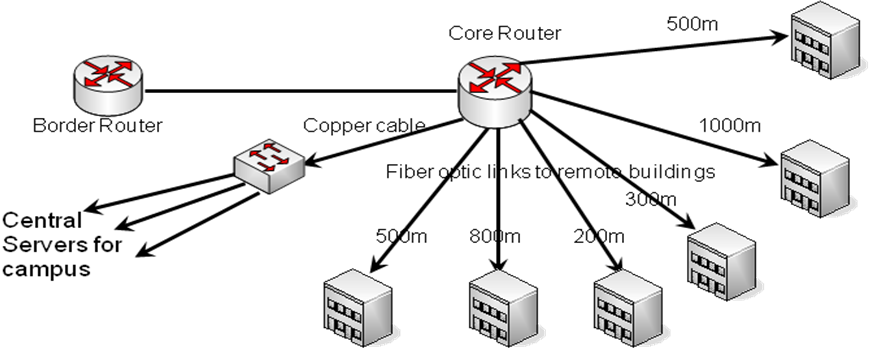 Core Router
500m
Border Router
Copper cable
1000m
Fiber optic links to remote buildings
300m
Central
Servers for
campus
500m
800m
200m